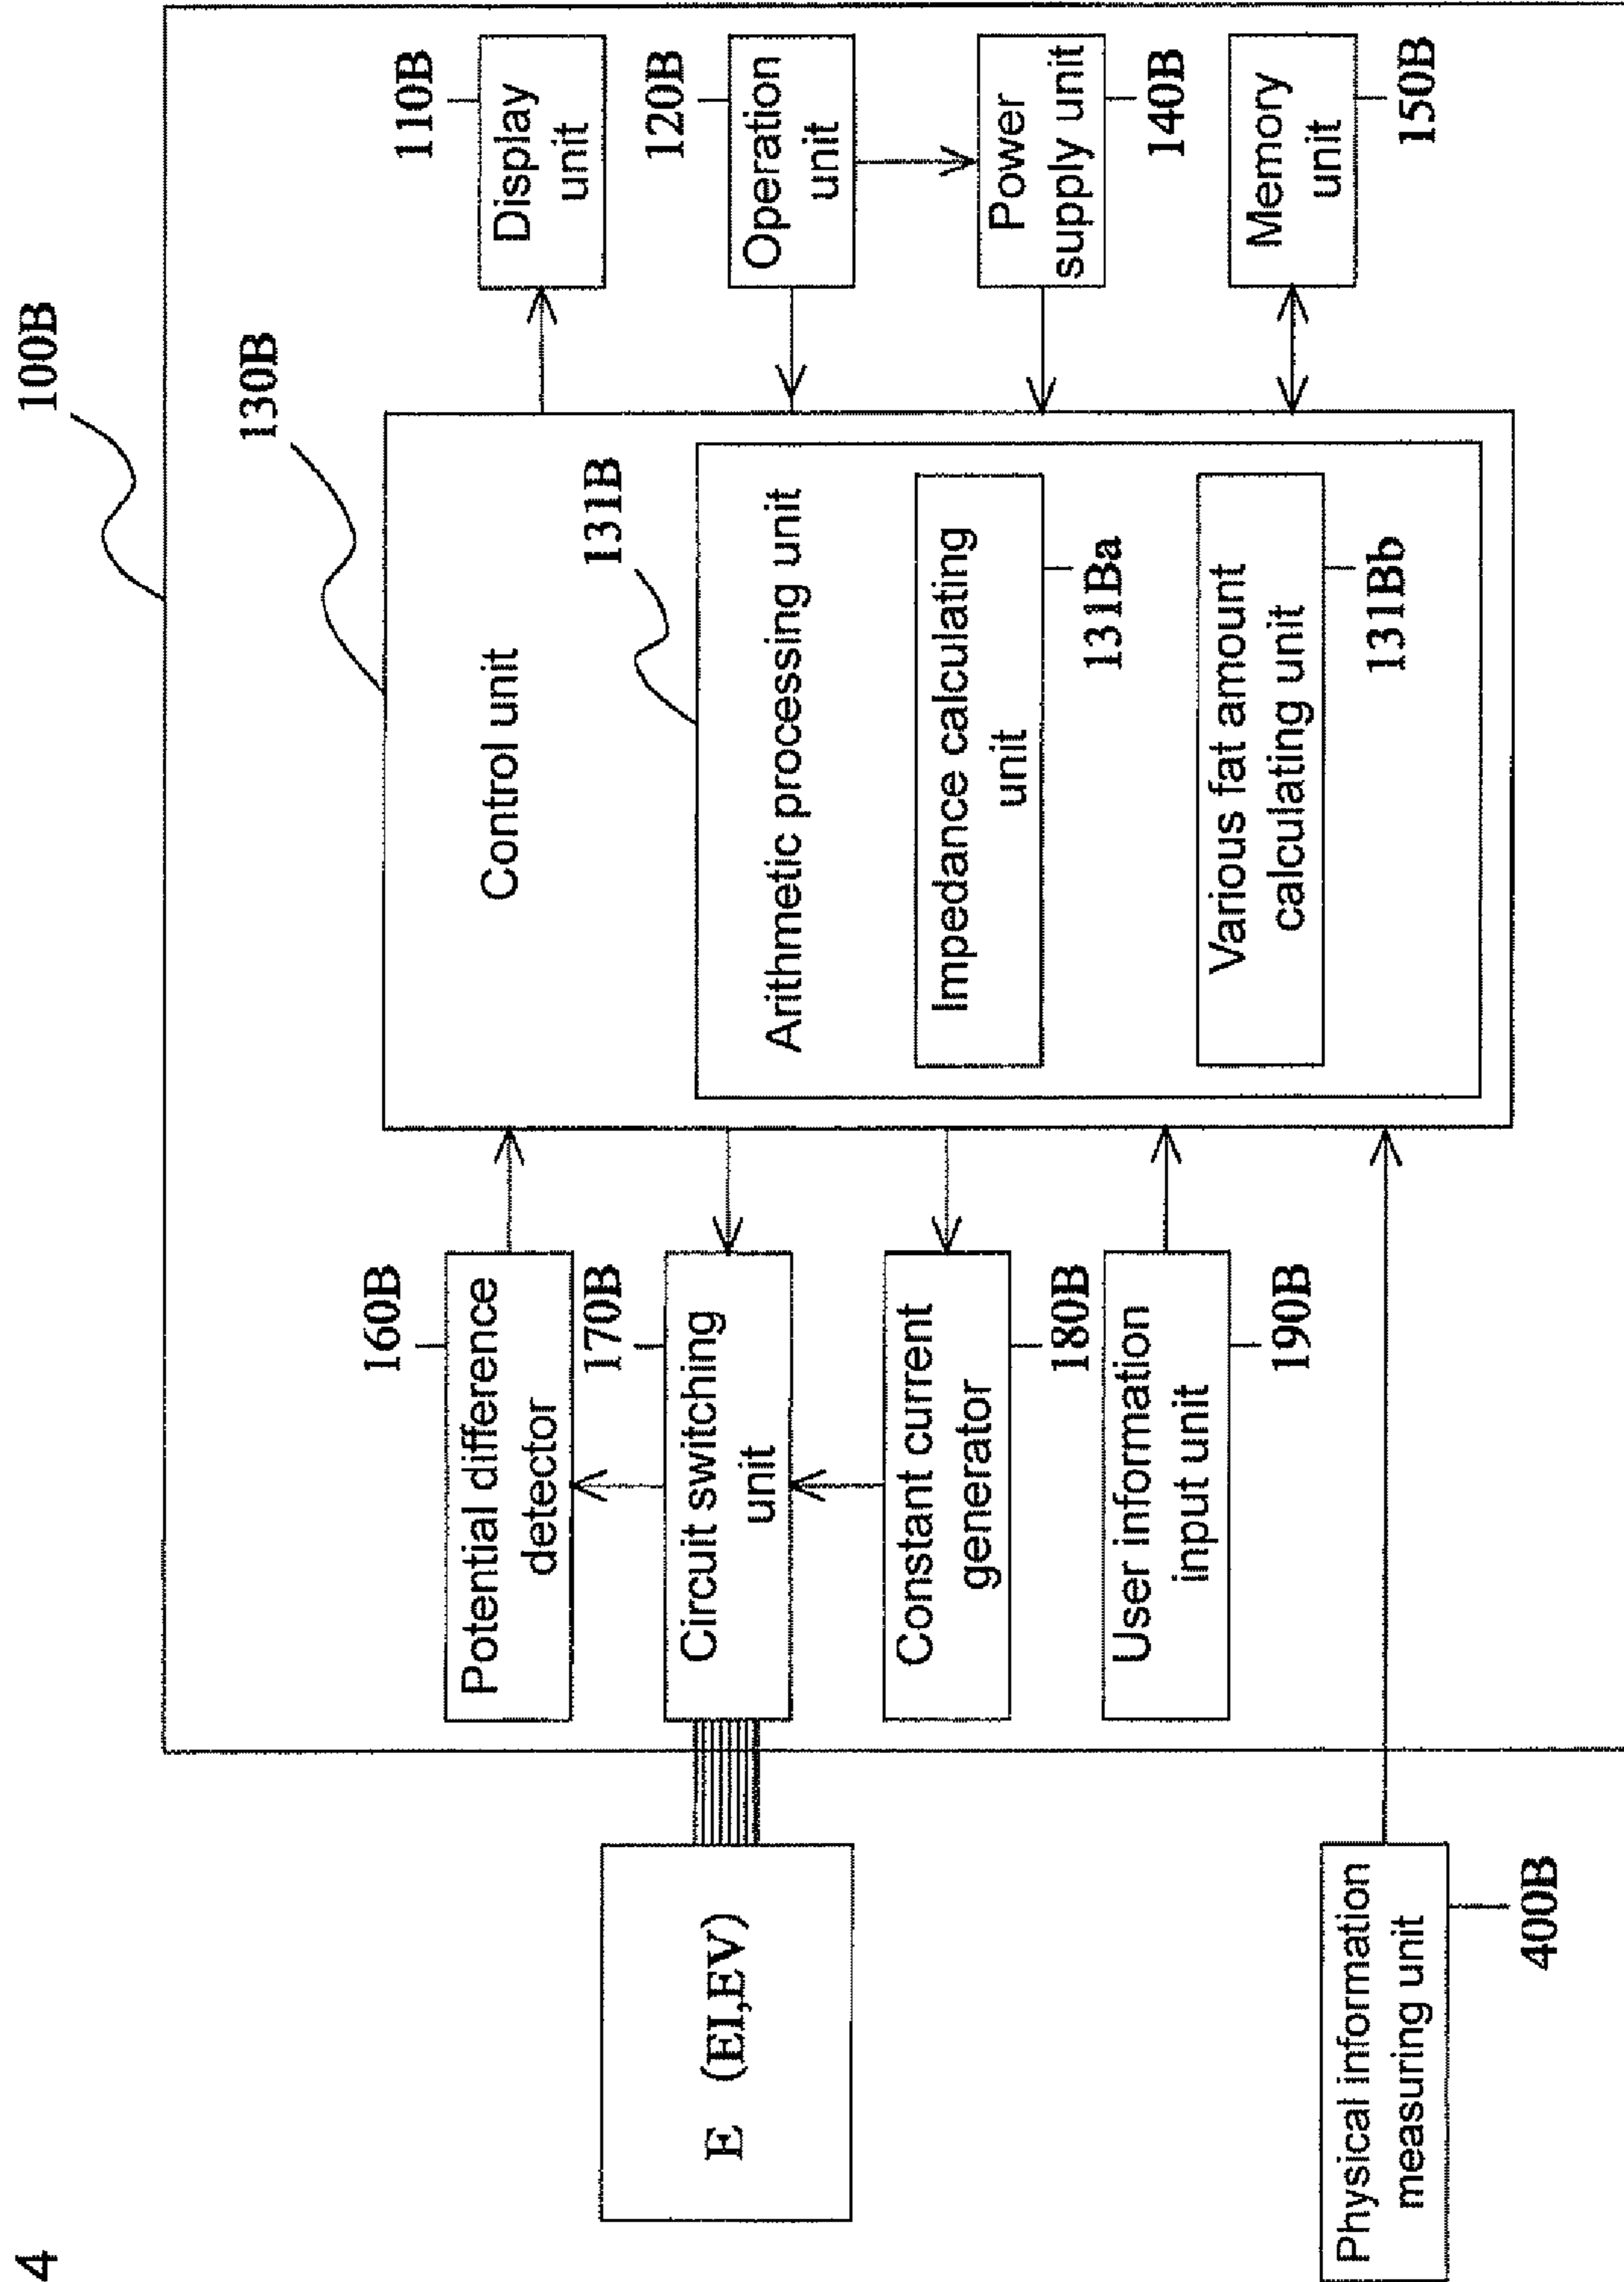 4
100B
130B
E (EI,EV)
Physical information
measuring unit
400B
160B
Potential difference
detector
170B
Circuit switching
unit
Constant current
generator
180B
User information
input unit
190B
Control unit
131B
Arithmetic processing unit
Impedance calculating
unit
131Ba
Various fat amount
calculating unit
131Bb
110B
Display
unit
120B
Operation
unit
Power
supply unit
140B
Memory
unit
150B